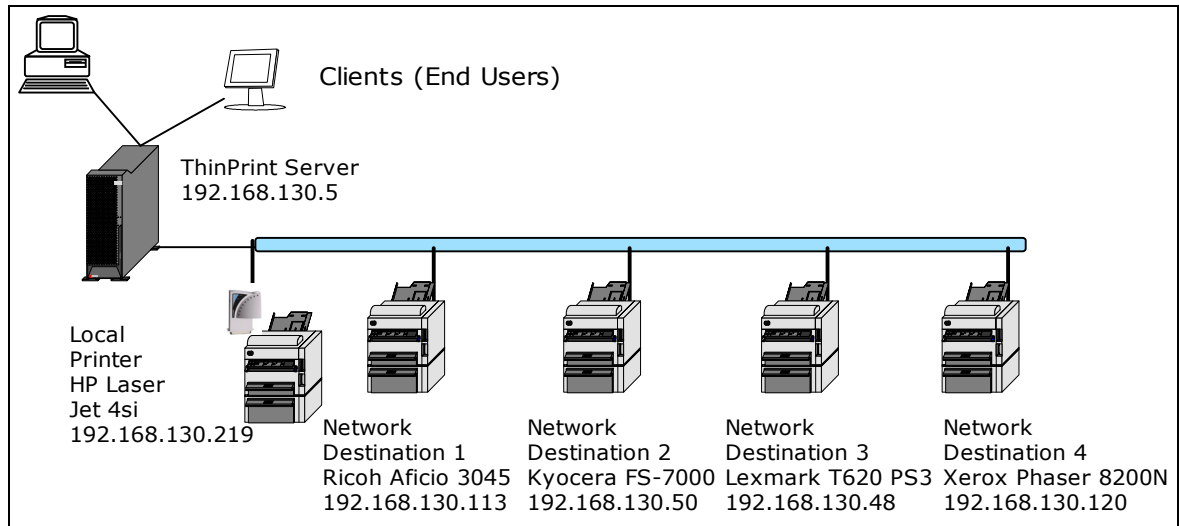 Clients (End Users)
ThinPrint Server
192.168.130.5
Local
Printer
HP Laser
Jet 4si
192.168.130.219
Network
Destination 1
Ricoh Aficio 3045
192.168.130.113
Network
Destination 2
Kyocera FS-7000
192.168.130.50
Network
Destination 3
Lexmark T620 PS3
192.168.130.48
Network
Destination 4
Xerox Phaser 8200N
192.168.130.120